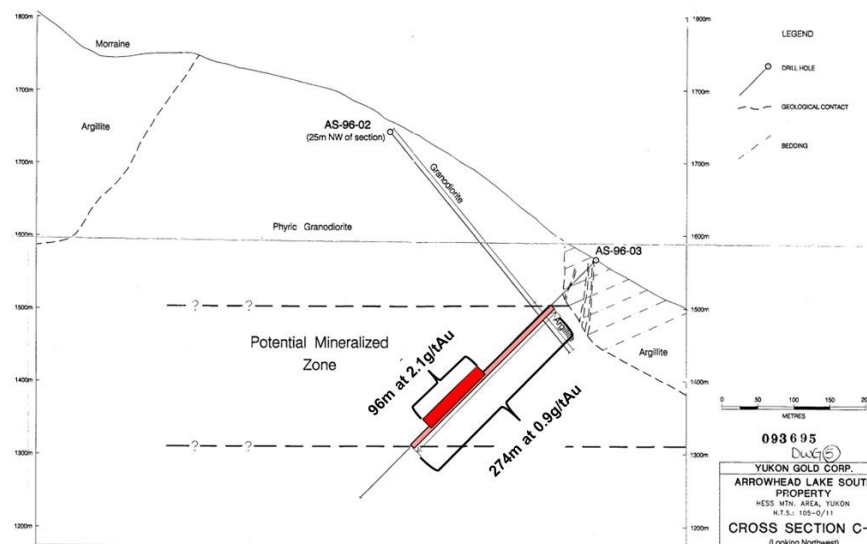 1800m
1700m
1700m
1600m
1500m
1400m
1300m
1200m
Morraine
Argillite
AS-96-02
(25m NW of section)
Granodiorite
Phyric Granodiorite
AS-96-03
? ?
Potential Mineralized
Zone
Argillite
Argillite
96m at 2.1g/tAu
274m at 0.9g/tAu
? ?
1800m
1700m
1600m
1500m
1400m
1300m
1200m
LEGEND
DRILL HOLE
GEOLOGICAL CONTACT
BEDDING
0 50 100 150
METRES
093695
DWG 5
YUKON GOLD CORP.
ARROWHEAD LAKE SOUTH
PROPERTY
HESS MTN. AREA, YUKON
N.T.S.: 105-O/11
CROSS SECTION C-
(Looking Northwest)